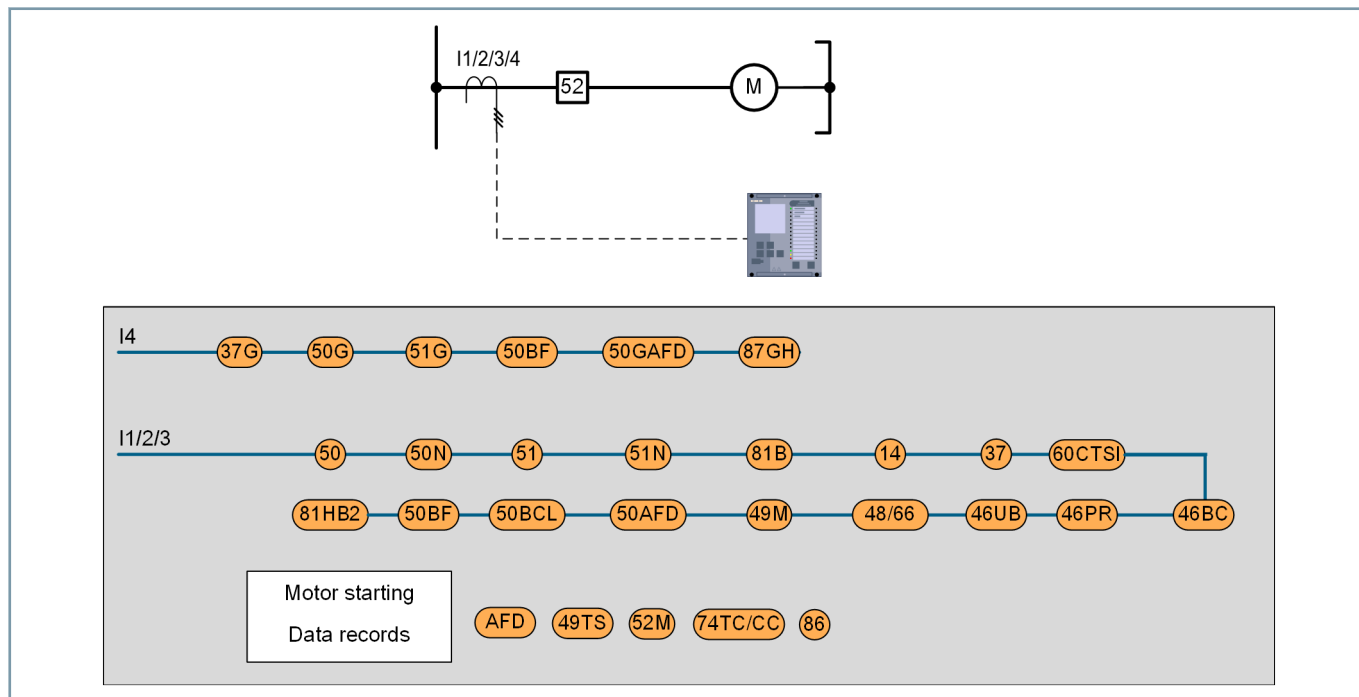 I1/2/3/4
52
M
I4
37G 50G 51G 50BF 50GAFD 87GH
I1/2/3
50 50N 51 51N 81B 14 37 60CTSI
81HB2 50BF 50BCL 50AFD 49M 48/66 46UB 46PR 46BC
Motor starting
Data records
AFD 49TS 52M 74TC/CC 86